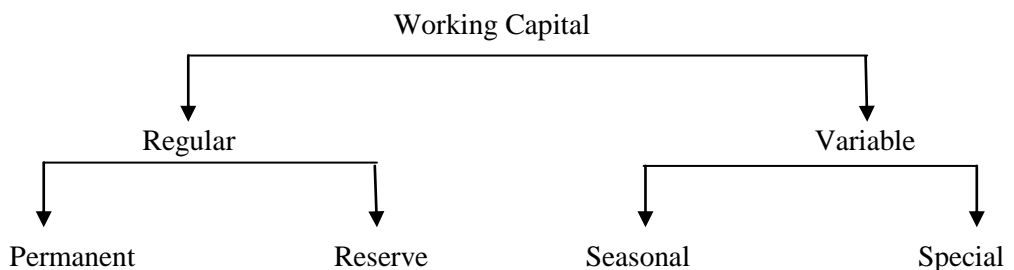 Working Capital
Regular Variable
Permanent Reserve Seasonal Special